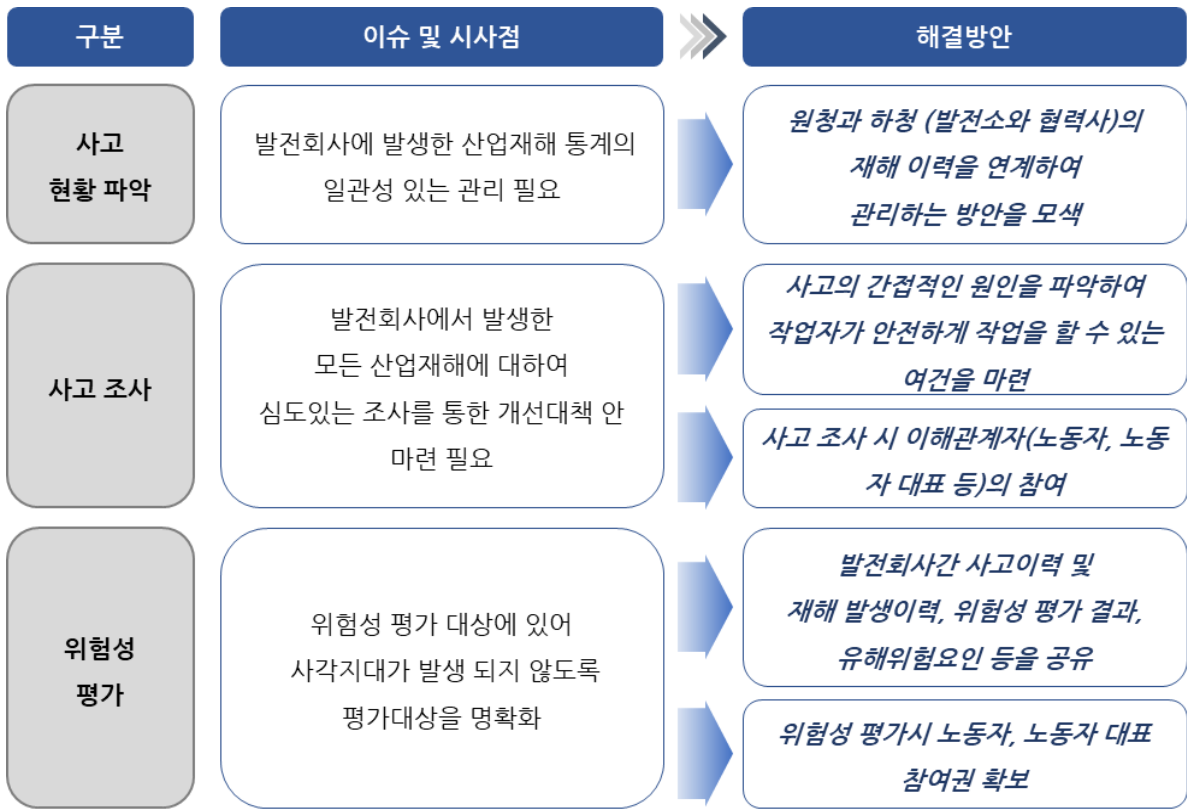 구분
이슈 및 시사점
해결방안
사고
현황 파악
발전회사에 발생한 산업재해 통계의
일관성 있는 관리 필요
원청과 하청 (발전소와 협력사)의
재해 이력을 연계하여
관리하는 방안을 모색
사고 조사
발전회사에서 발생한
모든 산업재해에 대하여
심도있는 조사를 통한 개선대책 안
마련 필요
사고의 간접적인 원인을 파악하여
작업자가 안전하게 작업을 할 수 있는
여건을 마련
사고 조사 시 이해관계자(노동자, 노동
자 대표 등)의 참여
위험성
평가
위험성 평가 대상에 있어
사각지대가 발생 되지 않도록
평가대상을 명확화
발전회사간 사고이력 및
재해 발생이력, 위험성 평가 결과,
유해위험요인 등을 공유
위험성 평가시 노동자, 노동자 대표
참여권 확보